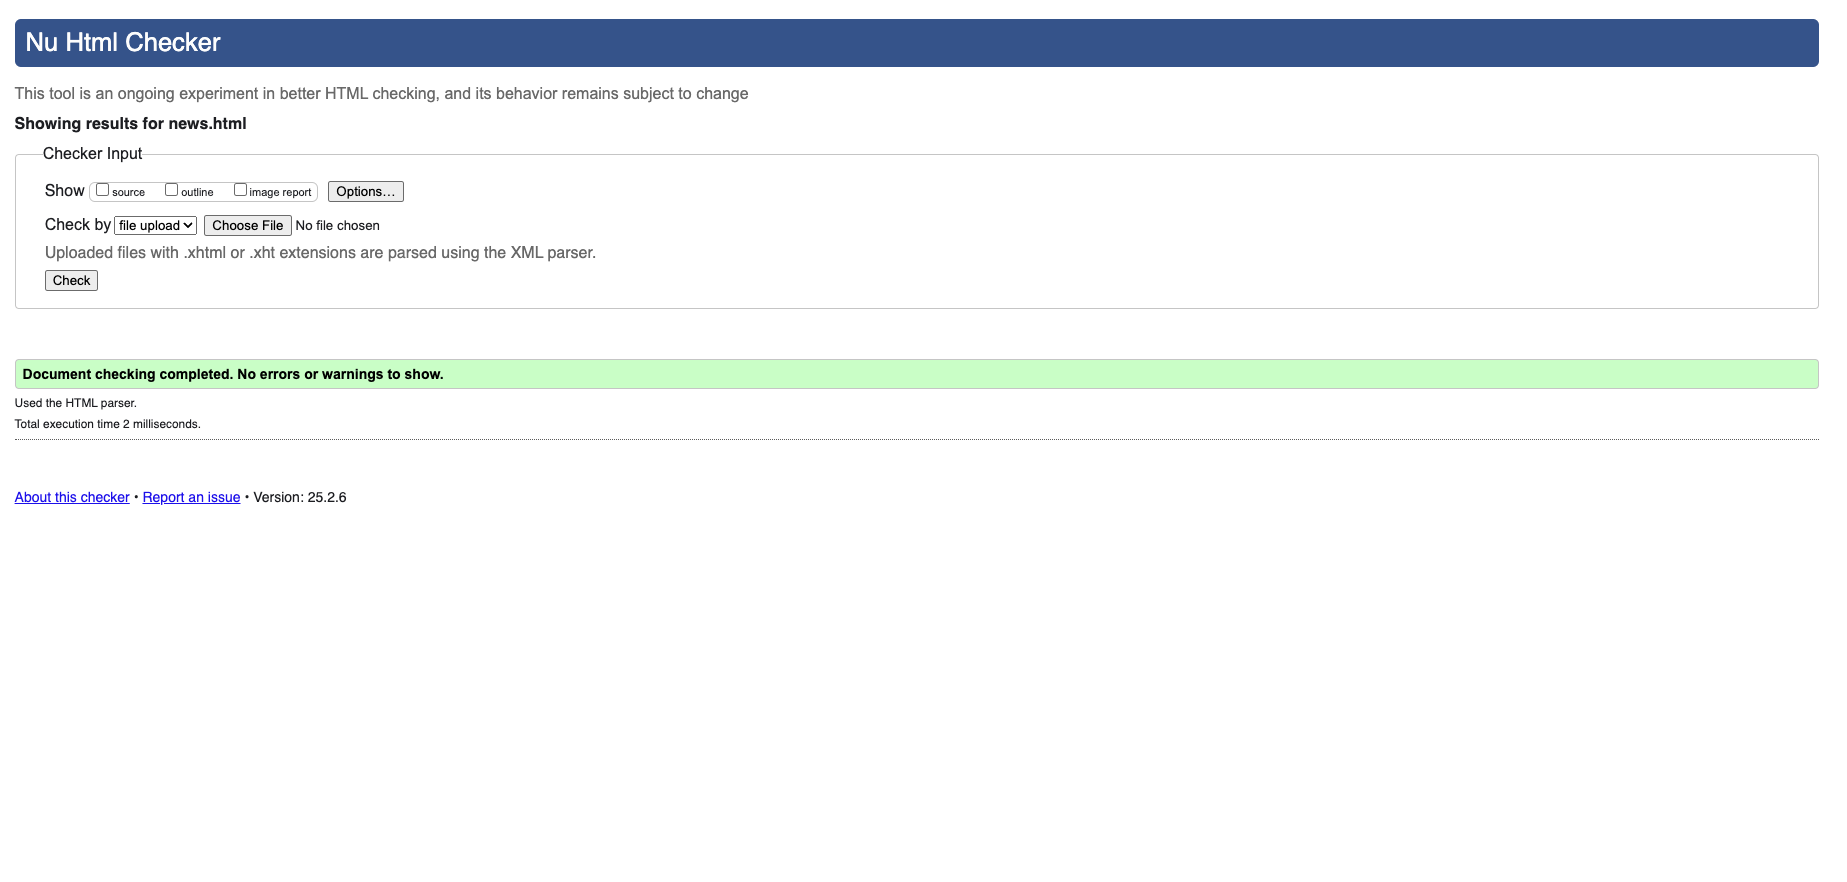 Nu Html Checker
This tool is an ongoing experiment in better HTML checking, and its behavior remains subject to change
Showing results for news.html
Checker Input
Show source outline image report Options…
Check by file upload Choose File No file chosen
Uploaded files with .xhtml or .xht extensions are parsed using the XML parser.
Check
Document checking completed. No errors or warnings to show.
Used the HTML parser.
Total execution time 2 milliseconds.
About this checker • Report an issue • Version: 25.2.6